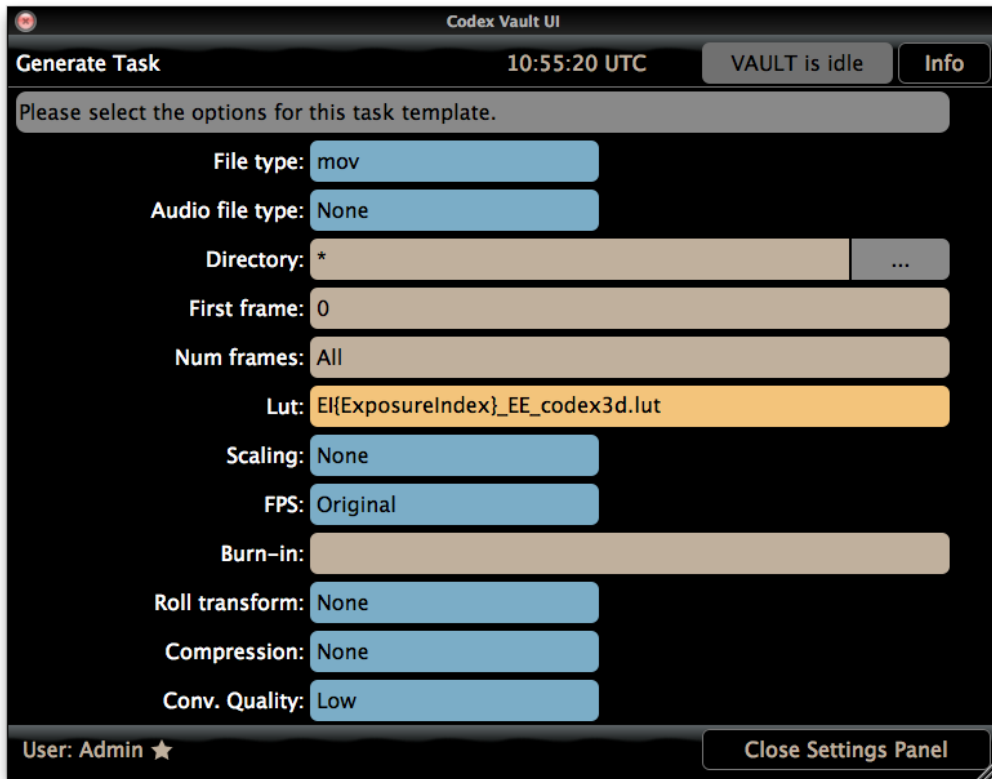 Codex Vault UI
Generate Task 10:55:20 UTC VAULT is idle Info
Please select the options for this task template.
File type: mov
Audio file type: None
Directory: * ...
First frame: 0
Num frames: All
Lut: EI{ExposureIndex}_EE_codex3d.lut
Scaling: None
FPS: Original
Burn-in:
Roll transform: None
Compression: None
Conv. Quality: Low
User: Admin ★ Close Settings Panel